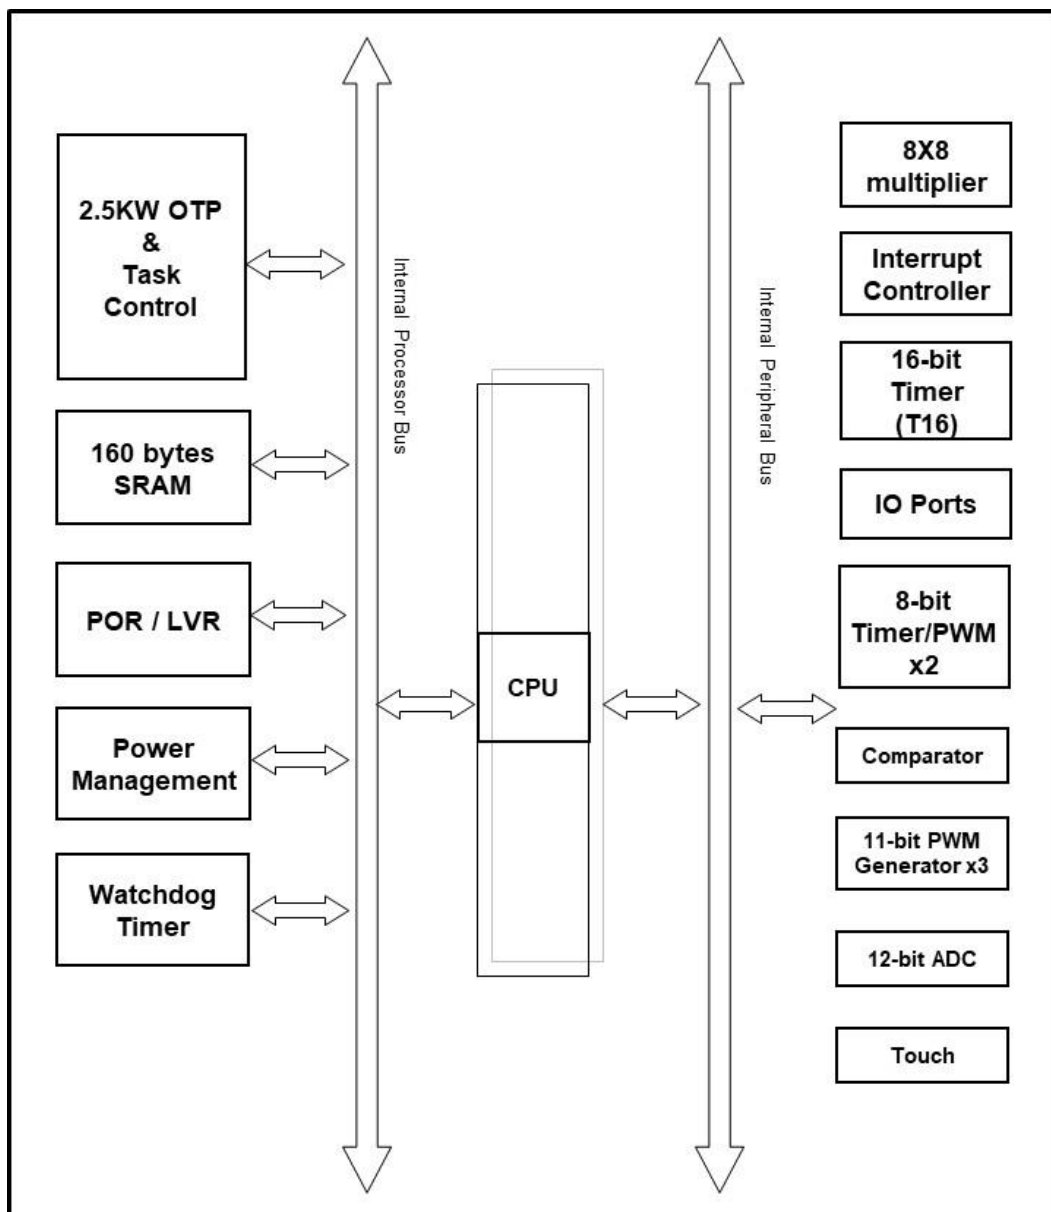 2.5KW OTP
&
Task
Control
160 bytes
SRAM
POR / LVR
Power
Management
Watchdog
Timer
Internal Processor Bus
CPU
Internal Peripheral Bus
8X8
multiplier
Interrupt
Controller
16-bit
Timer
(T16)
IO Ports
8-bit
Timer/PWM
x2
Comparator
11-bit PWM
Generator x3
12-bit ADC
Touch